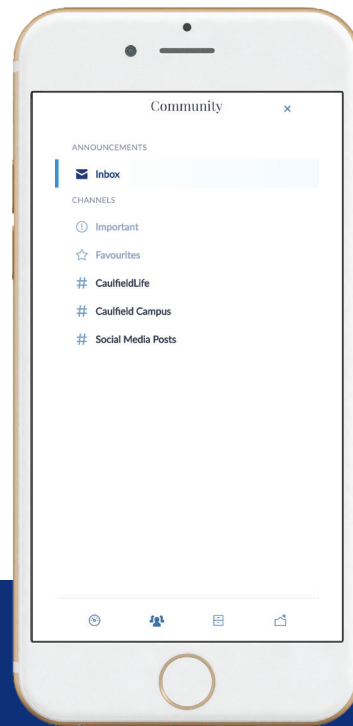 Community ×
ANNOUNCEMENTS
Inbox
CHANNELS
Important
Favourites
# CaulfieldLife
# Caulfield Campus
# Social Media Posts